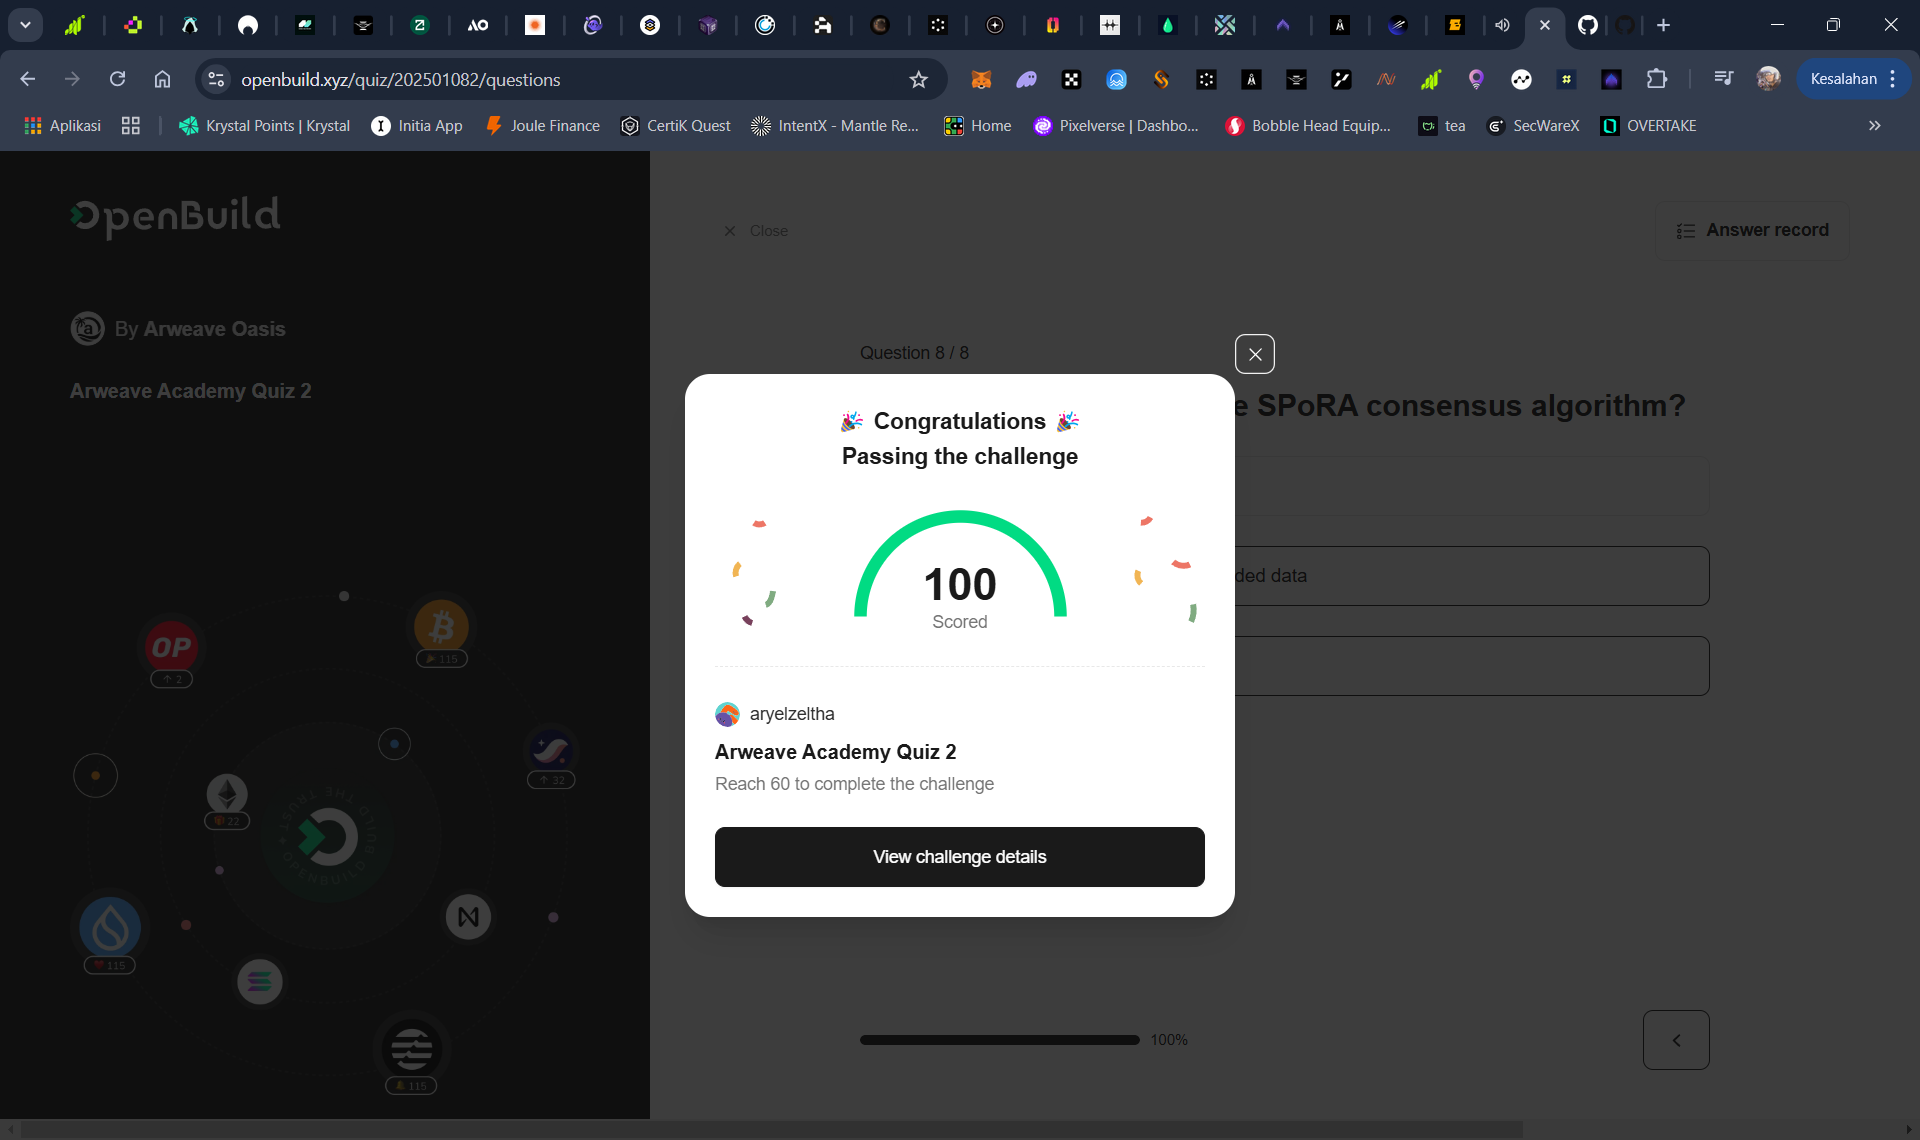 openbuild.xyz/quiz/202501082/questions
Kesalahan
Aplikasi
Krystal Points | Krystal
Initia App
Joule Finance
CertiK Quest
IntentX - Mantle Re...
Home
Pixelverse | Dashbo...
Bobble Head Equip...
tea
SecWareX
OVERTAKE
OpenBuild
Close
Answer record
By Arweave Oasis
Arweave Academy Quiz 2
Question 8 / 8
e SPoRA consensus algorithm?
ded data
🎉 Congratulations 🎉
Passing the challenge
100
Scored
aryelzeltha
Arweave Academy Quiz 2
Reach 60 to complete the challenge
View challenge details
100%
OP
2
115
32
22
115
115